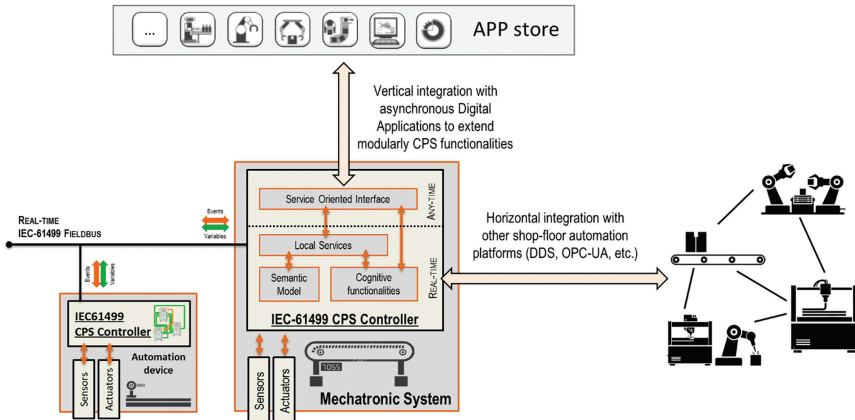 ...
APP store
Vertical integration with
asynchronous Digital
Applications to extend
modularly CPS functionalities
Service Oriented Interface
ANY-TIME
Events
Variables
REAL-TIME
IEC-61499 FIELDBUS
Local Services
Semantic
Model
Cognitive
functionalities
REAL-TIME
IEC-61499 CPS Controller
Horizontal integration with
other shop-floor automation
platforms (DDS, OPC-UA, etc.)
Events
Variables
IEC61499
CPS Controller
Automation
device
Sensors
Actuators
Sensors
Actuators
Mechatronic System